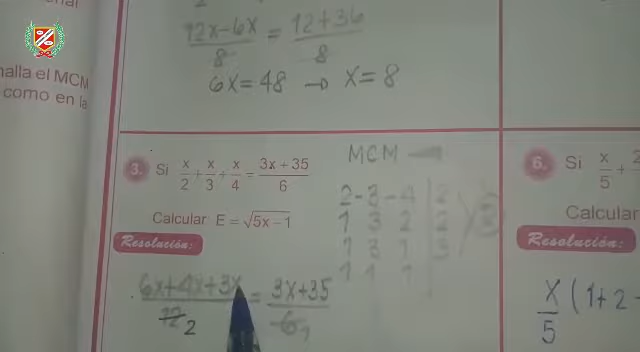 12x-6x / 8 = 12+36 / 8
6x = 48 → x = 8
halla el MCM
como en la
3. Si x/2 + x/3 + x/4 = 3x + 35 / 6
Calcular E = √5x - 1
Resolución:
6x+4x+3x / 12 2 = 3x+35 / 6 1
MCM
2-3-4 | 2
1 3 2 | 2
1 3 1 | 3
1 1 1
6. Si x/5 +
Calcular
Resolución:
x/5 (1+2-